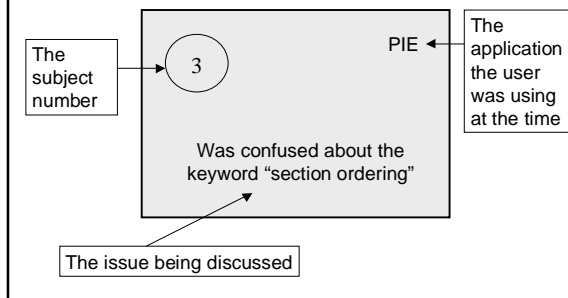 The
subject
number
3
PIE
The
application
the user
was using
at the time
Was confused about the
keyword “section ordering”
The issue being discussed